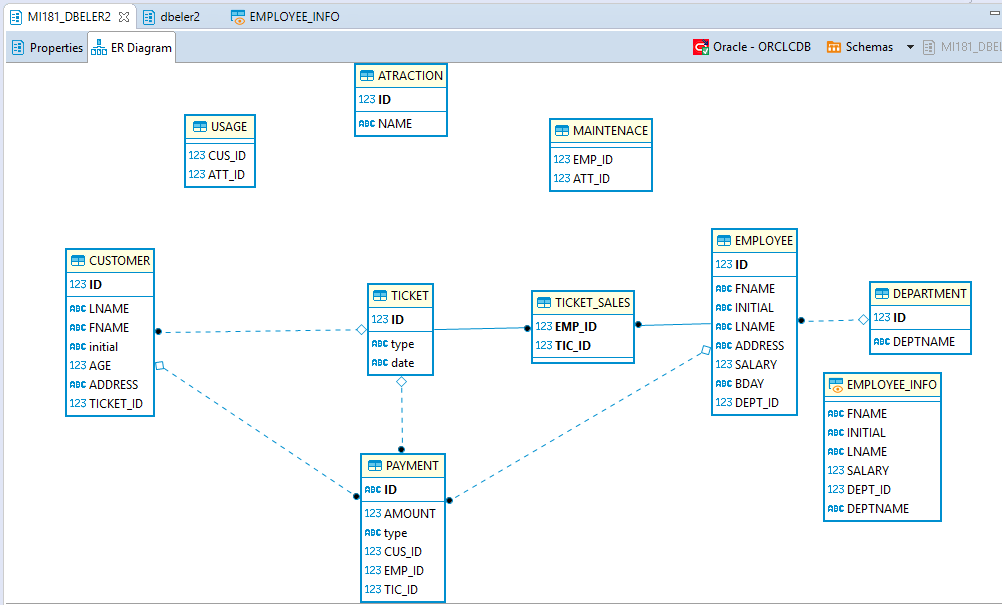 MI181_DBELER2
dbeler2
EMPLOYEE_INFO
Properties
ER Diagram
Oracle - ORCLCDB
Schemas
MI181_DBEL
ATRACTION
123 ID
ABC NAME
USAGE
123 CUS_ID
123 ATT_ID
MAINTENACE
123 EMP_ID
123 ATT_ID
CUSTOMER
123 ID
ABC LNAME
ABC FNAME
ABC initial
123 AGE
ABC ADDRESS
123 TICKET_ID
TICKET
123 ID
ABC type
ABC date
TICKET_SALES
123 EMP_ID
123 TIC_ID
EMPLOYEE
123 ID
ABC FNAME
ABC INITIAL
ABC LNAME
ABC ADDRESS
123 SALARY
ABC BDAY
123 DEPT_ID
DEPARTMENT
123 ID
ABC DEPTNAME
EMPLOYEE_INFO
ABC FNAME
ABC INITIAL
ABC LNAME
123 SALARY
123 DEPT_ID
ABC DEPTNAME
PAYMENT
ABC ID
123 AMOUNT
ABC type
123 CUS_ID
123 EMP_ID
123 TIC_ID